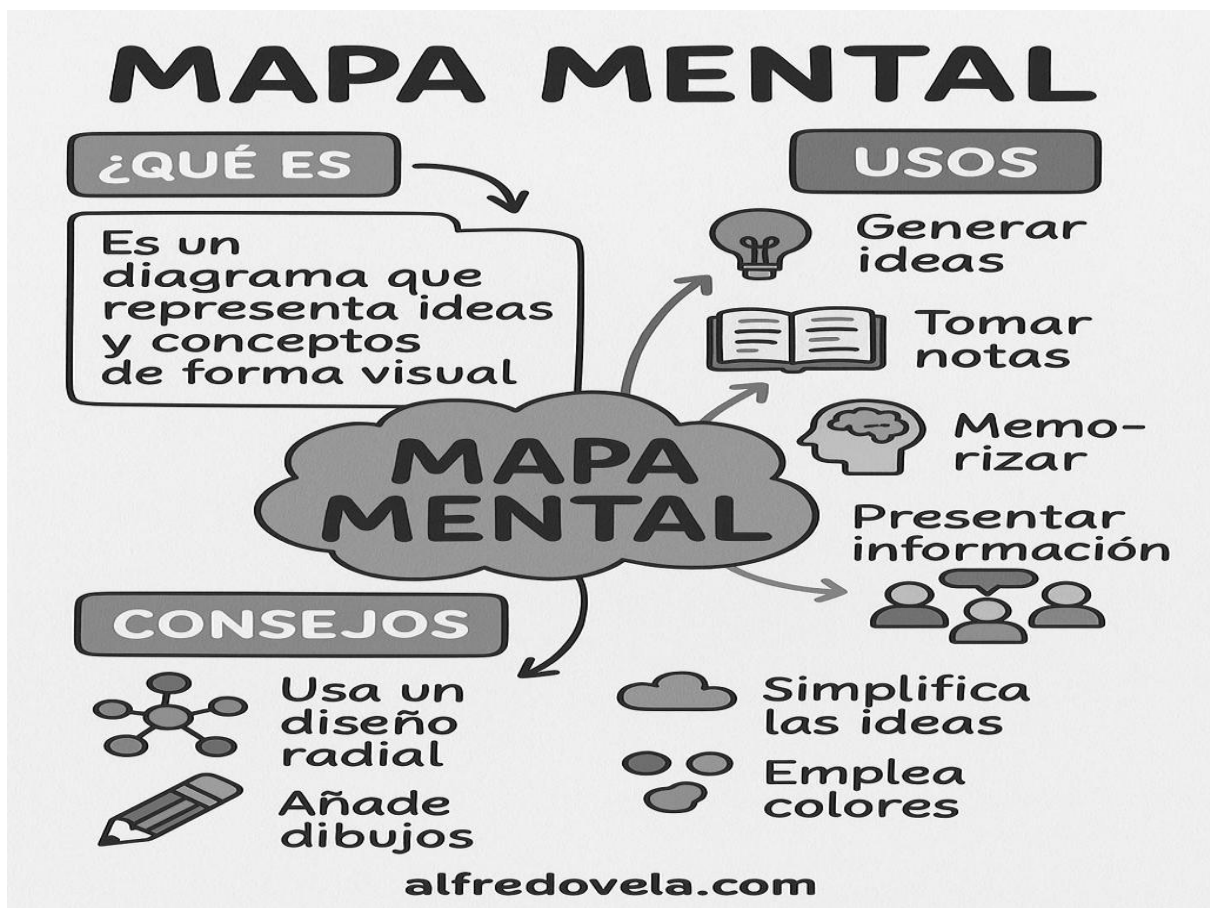 MAPA MENTAL
¿QUÉ ES
Es un
diagrama que
representa ideas
y conceptos
de forma visual
USOS
Generar
ideas
Tomar
notas
Memo-
rizar
Presentar
información
MAPA
MENTAL
CONSEJOS
Usa un
diseño
radial
Añade
dibujos
Simplifica
las ideas
Emplea
colores
alfredovela.com